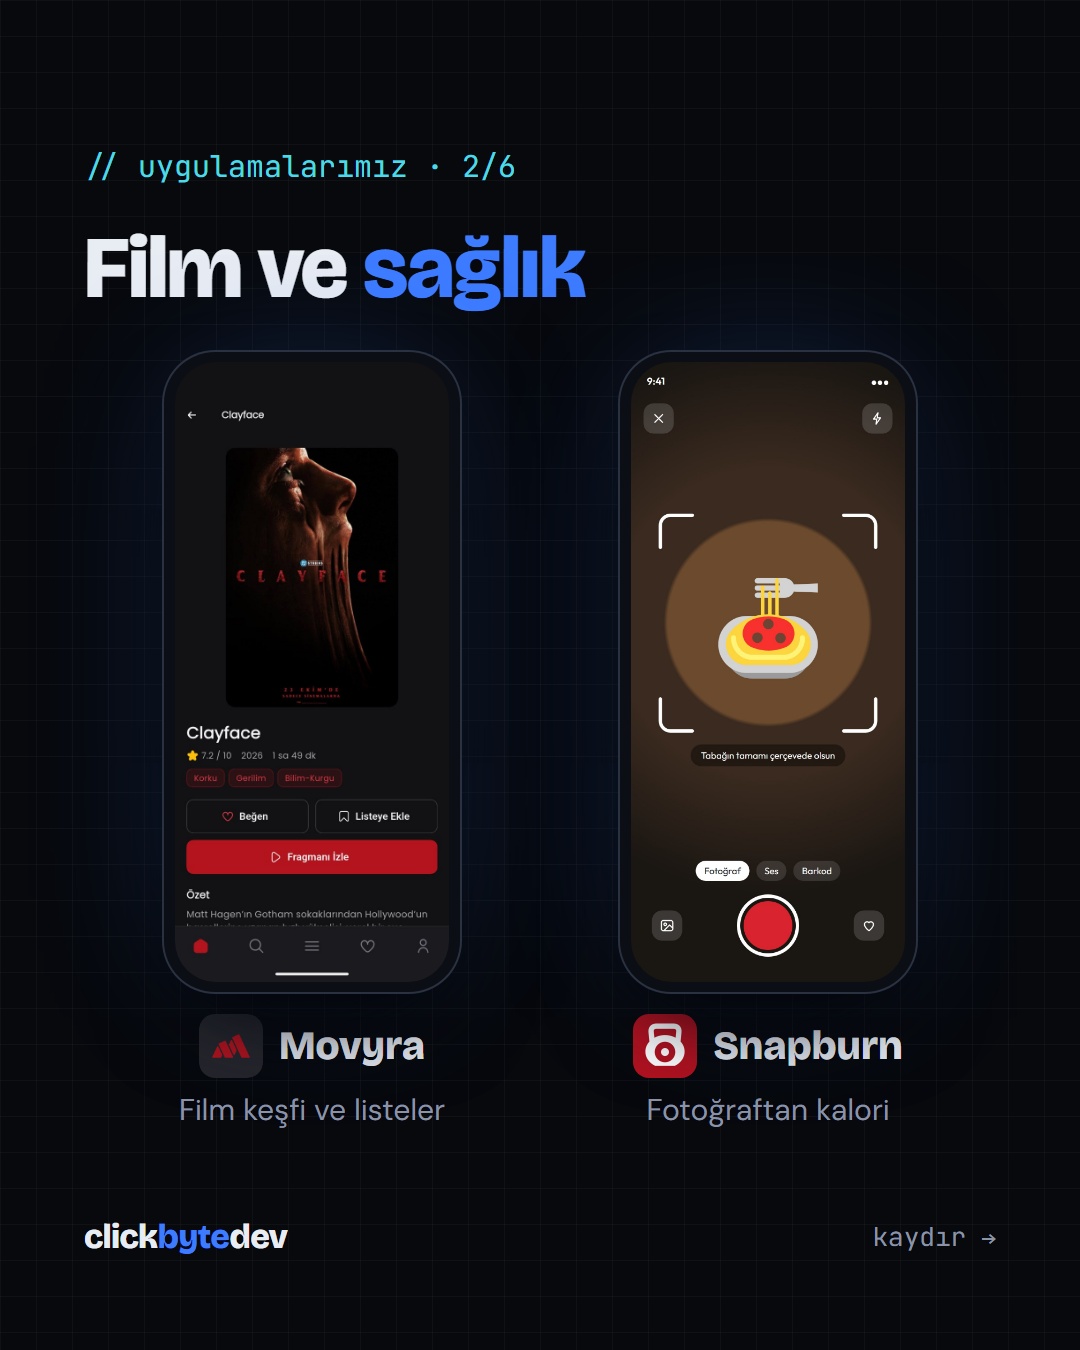 // uygulamalarımız · 2/6
Film ve sağlık
Clayface
CLAYFACE
Clayface
7.2 / 10 2026 1 sa 49 dk
Korku Gerilim Bilim-Kurgu
Beğen Listeye Ekle
Fragmanı İzle
Özet
Matt Hagen'ın Gotham sokaklarından Hollywood'un
9:41
Tabağın tamamı çerçevede olsun
Fotoğraf Ses Barkod
Movyra
Film keşfi ve listeler
Snapburn
Fotoğraftan kalori
clickbytedev
kaydır →